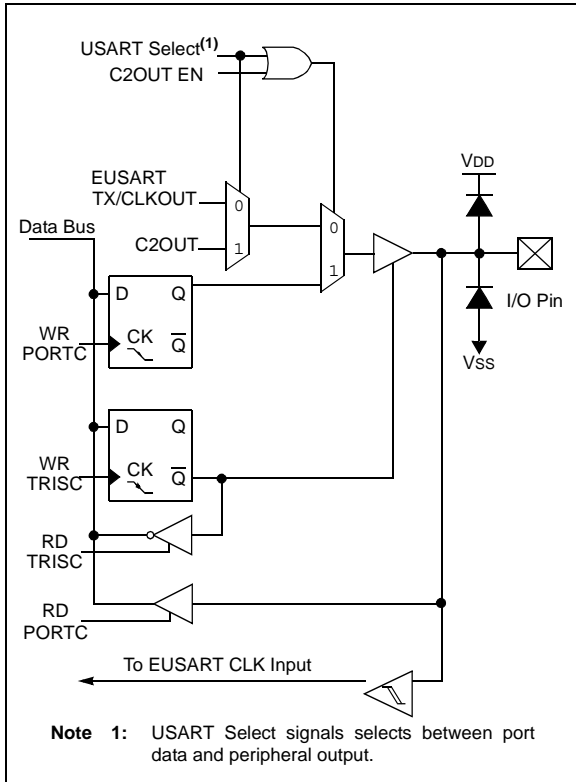 USART Select(1)
C2OUT EN
EUSART
TX/CLKOUT
0
1
C2OUT
0
1
VDD
I/O Pin
VSS
Data Bus
D Q
WR
PORTC
CK Q
D Q
WR
TRISC
CK Q
RD
TRISC
RD
PORTC
To EUSART CLK Input
Note 1: USART Select signals selects between port
data and peripheral output.